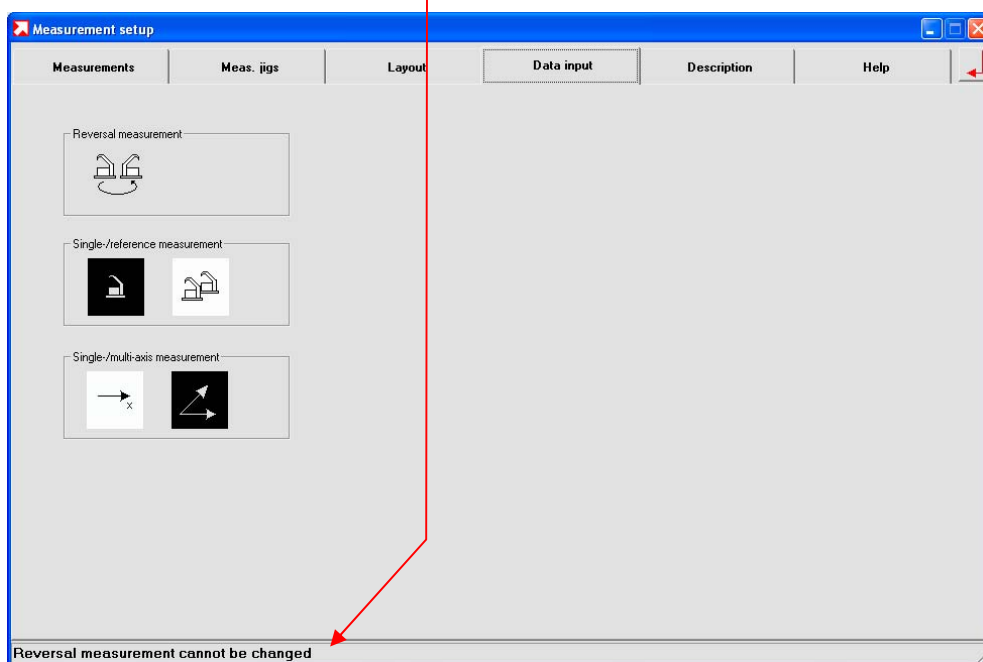 Measurement setup
Measurements Meas. jigs Layout Data input Description Help
Reversal measurement
Single-/reference measurement
Single-/multi-axis measurement
x
Reversal measurement cannot be changed